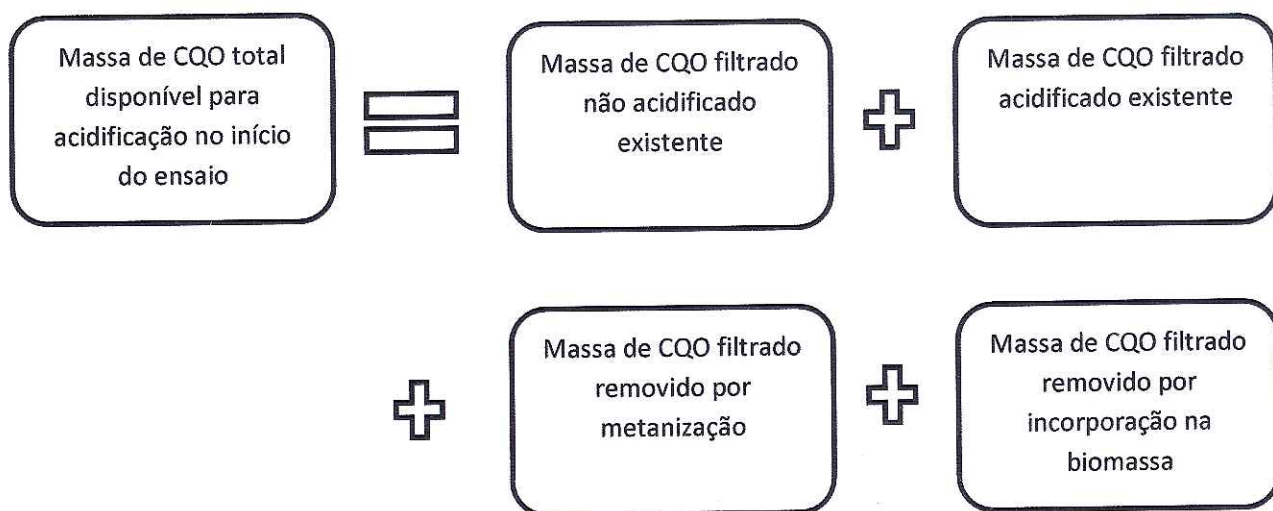 Massa de CQO total
disponível para
acidificação no início
do ensaio
Massa de CQO filtrado
não acidificado
existente
Massa de CQO filtrado
acidificado existente
Massa de CQO filtrado
removido por
metanização
Massa de CQO filtrado
removido por
incorporação na
biomassa